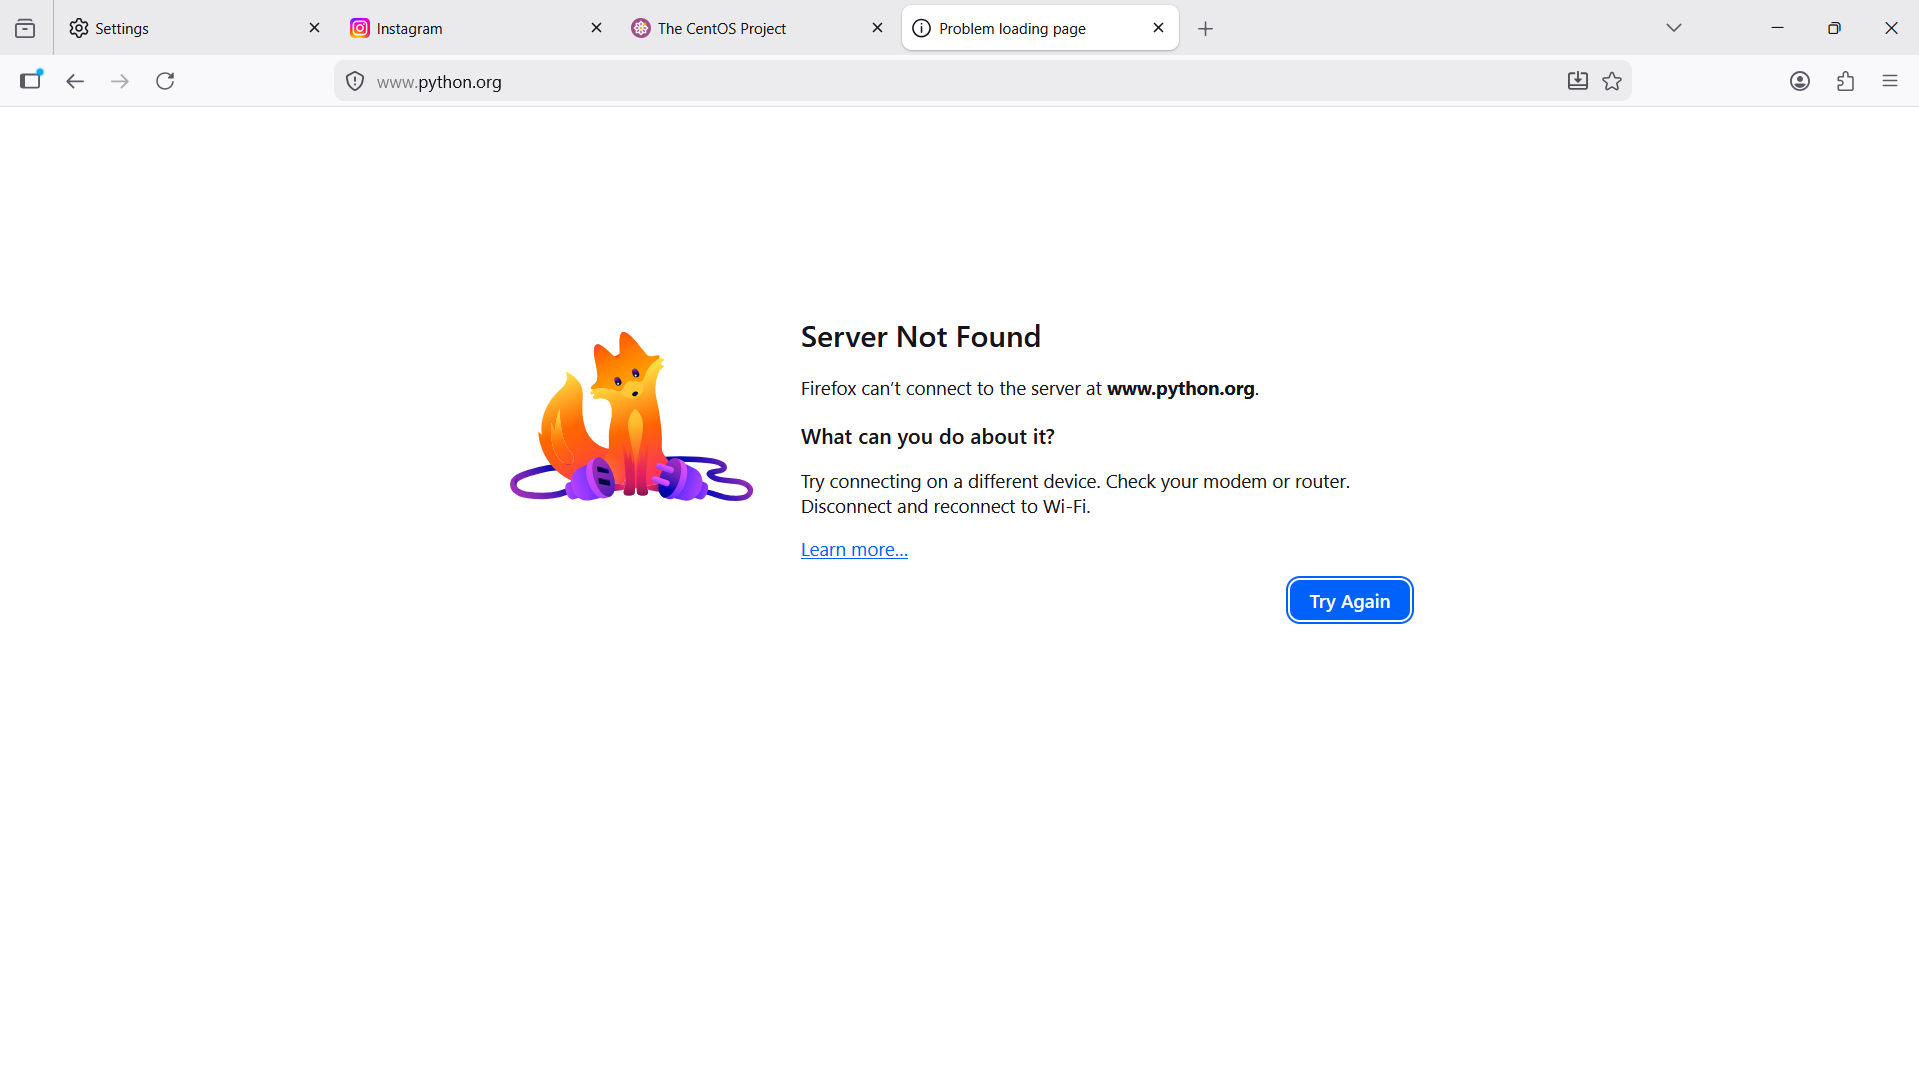 Settings
Instagram
The CentOS Project
Problem loading page
www.python.org
Server Not Found
Firefox can’t connect to the server at www.python.org.
What can you do about it?
Try connecting on a different device. Check your modem or router.
Disconnect and reconnect to Wi-Fi.
Learn more…
Try Again